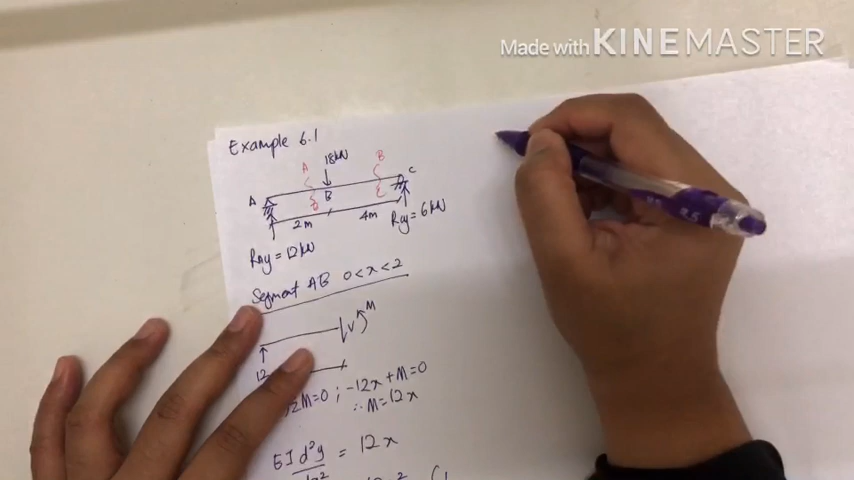 Made with KINEMASTER
Example 6.1
A 18kN B
A B C
2m 4m
RAy = 12kN RCy = 6kN
Segment AB 0 < x < 2
V M
12
ΣM=0 ; -12x + M = 0
∴ M = 12x
EI d²y = 12x